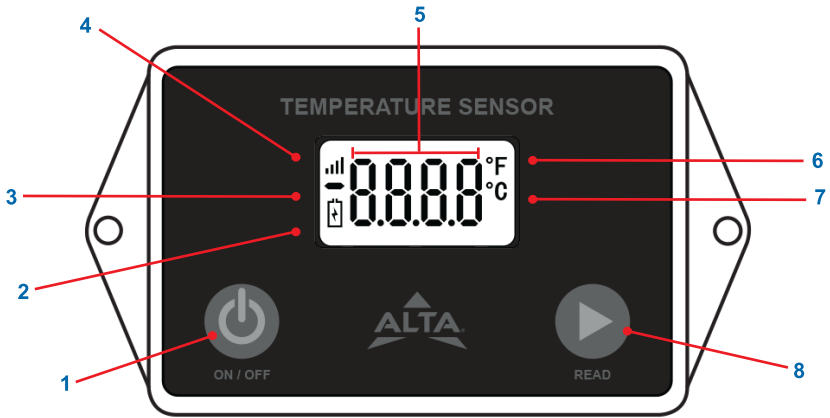 5
4
TEMPERATURE SENSOR
8.8.8.8
°F
6
3
°C
7
2
ALTA®
8
1
ON / OFF
READ